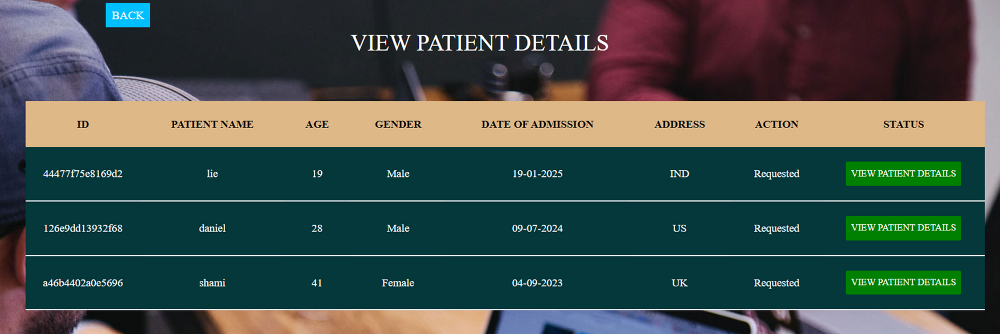 BACK
VIEW PATIENT DETAILS
ID PATIENT NAME AGE GENDER DATE OF ADMISSION ADDRESS ACTION STATUS
44477f75e8169d2 lie 19 Male 19-01-2025 IND Requested VIEW PATIENT DETAILS
126e9dd13932f68 daniel 28 Male 09-07-2024 US Requested VIEW PATIENT DETAILS
a46b4402a0e5696 shami 41 Female 04-09-2023 UK Requested VIEW PATIENT DETAILS